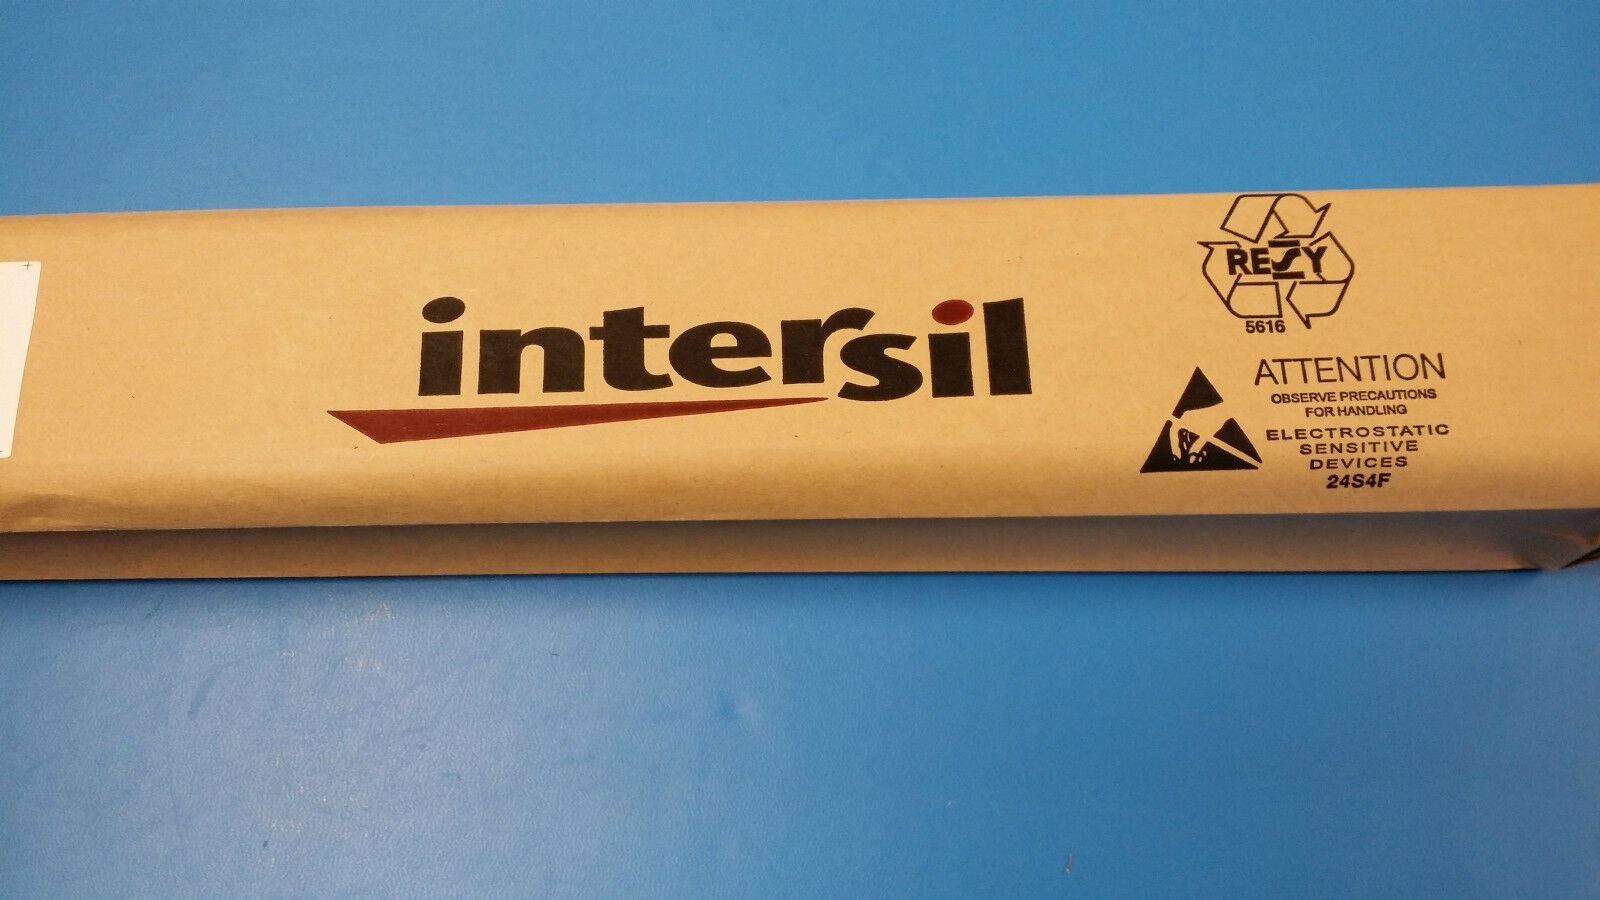 intersil
RESY
5616
ATTENTION
OBSERVE PRECAUTIONS
FOR HANDLING
ELECTROSTATIC
SENSITIVE
DEVICES
24S4F